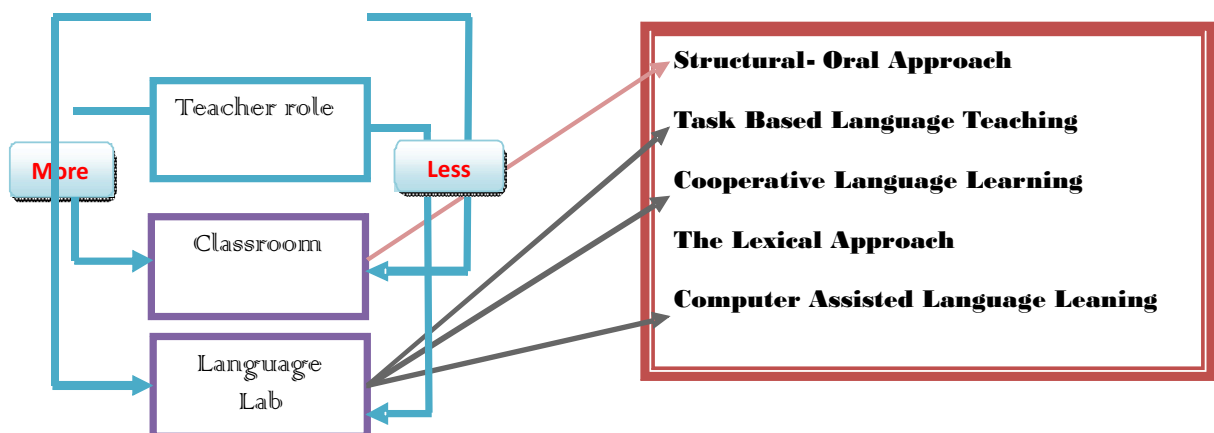 Teacher role
More
Less
Classroom
Language
Lab
Structural- Oral Approach
Task Based Language Teaching
Cooperative Language Learning
The Lexical Approach
Computer Assisted Language Leaning